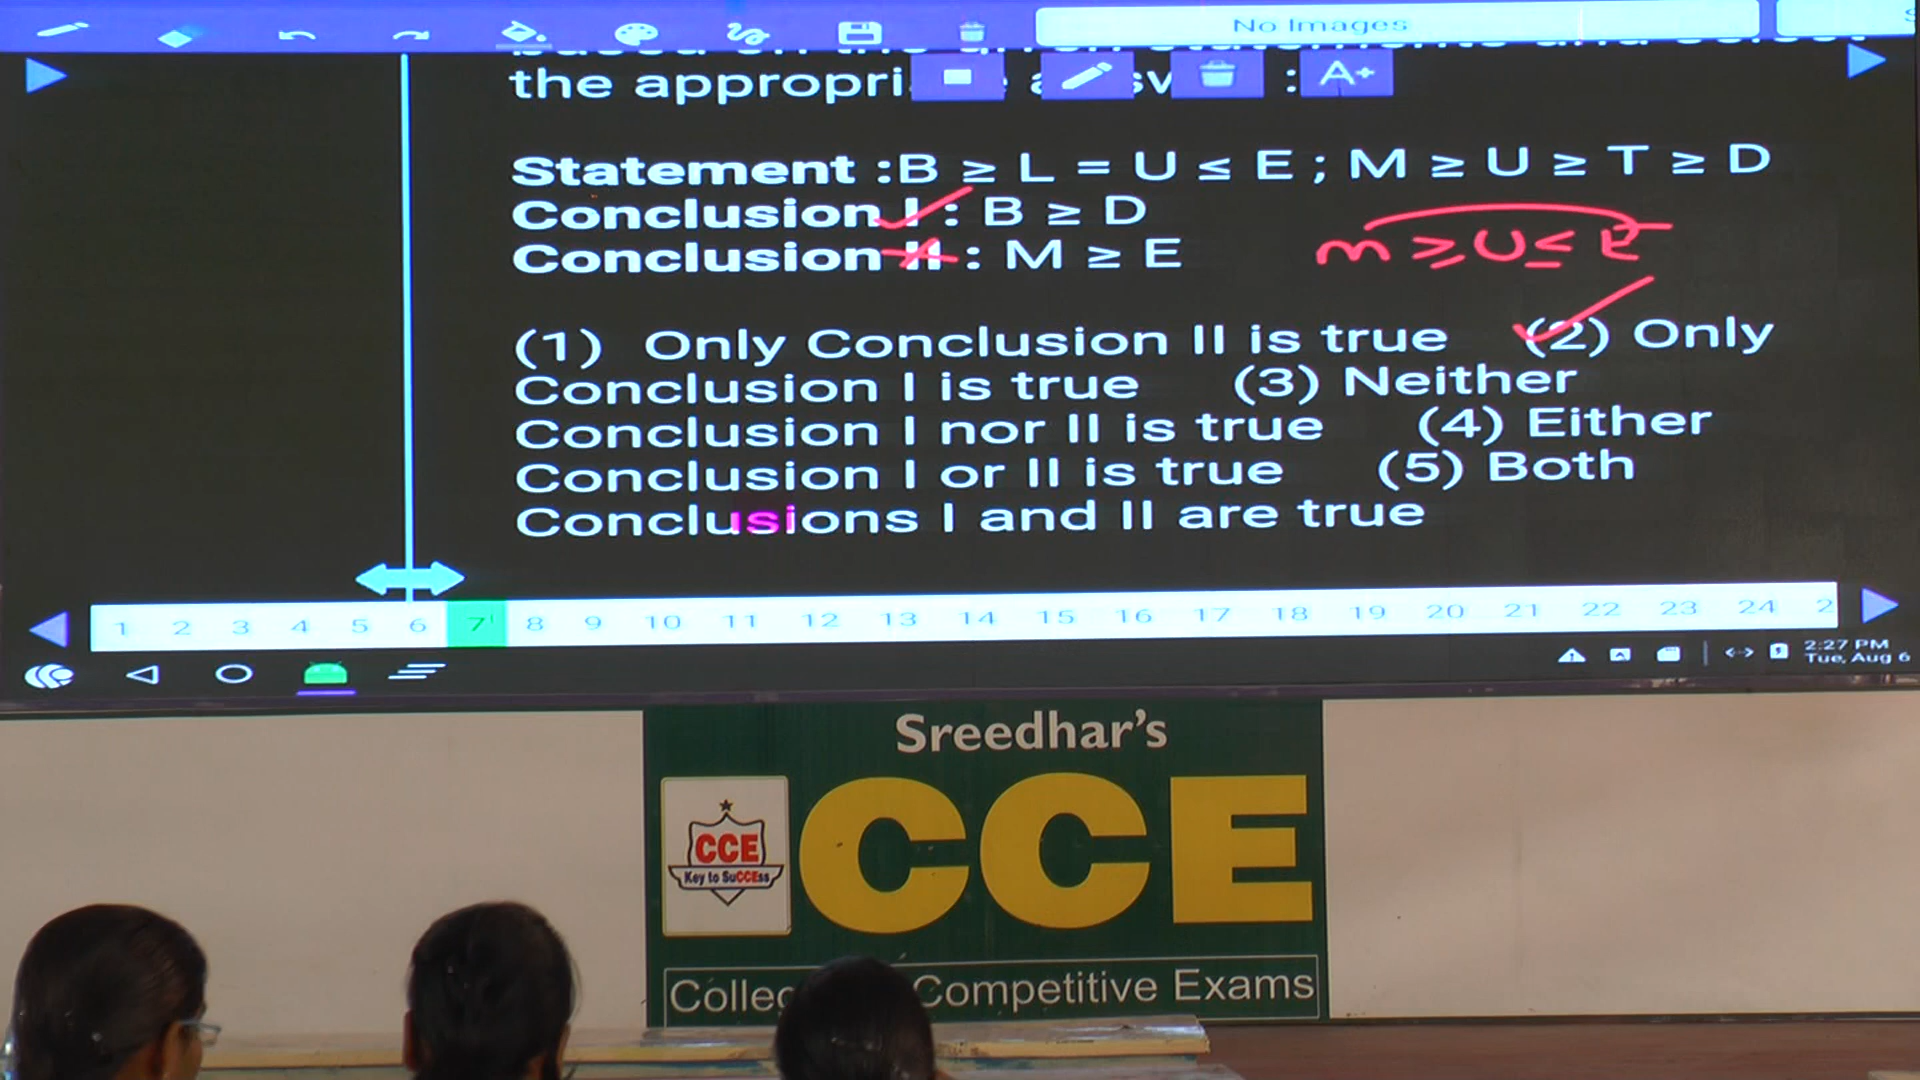 No Images
the appropri
Statement :B ≥ L = U ≤ E ; M ≥ U ≥ T ≥ D
Conclusion I : B ≥ D
Conclusion II : M ≥ E
m ≥ U ≤ E
(1) Only Conclusion II is true (2) Only
Conclusion I is true (3) Neither
Conclusion I nor II is true (4) Either
Conclusion I or II is true (5) Both
Conclusions I and II are true
1 2 3 4 5 6 7 8 9 10 11 12 13 14 15 16 17 18 19 20 21 22 23 24 2
2:27 PM
Tue, Aug 6
Sreedhar's
CCE
CCE
Key to SuCCEss
Competitive Exams